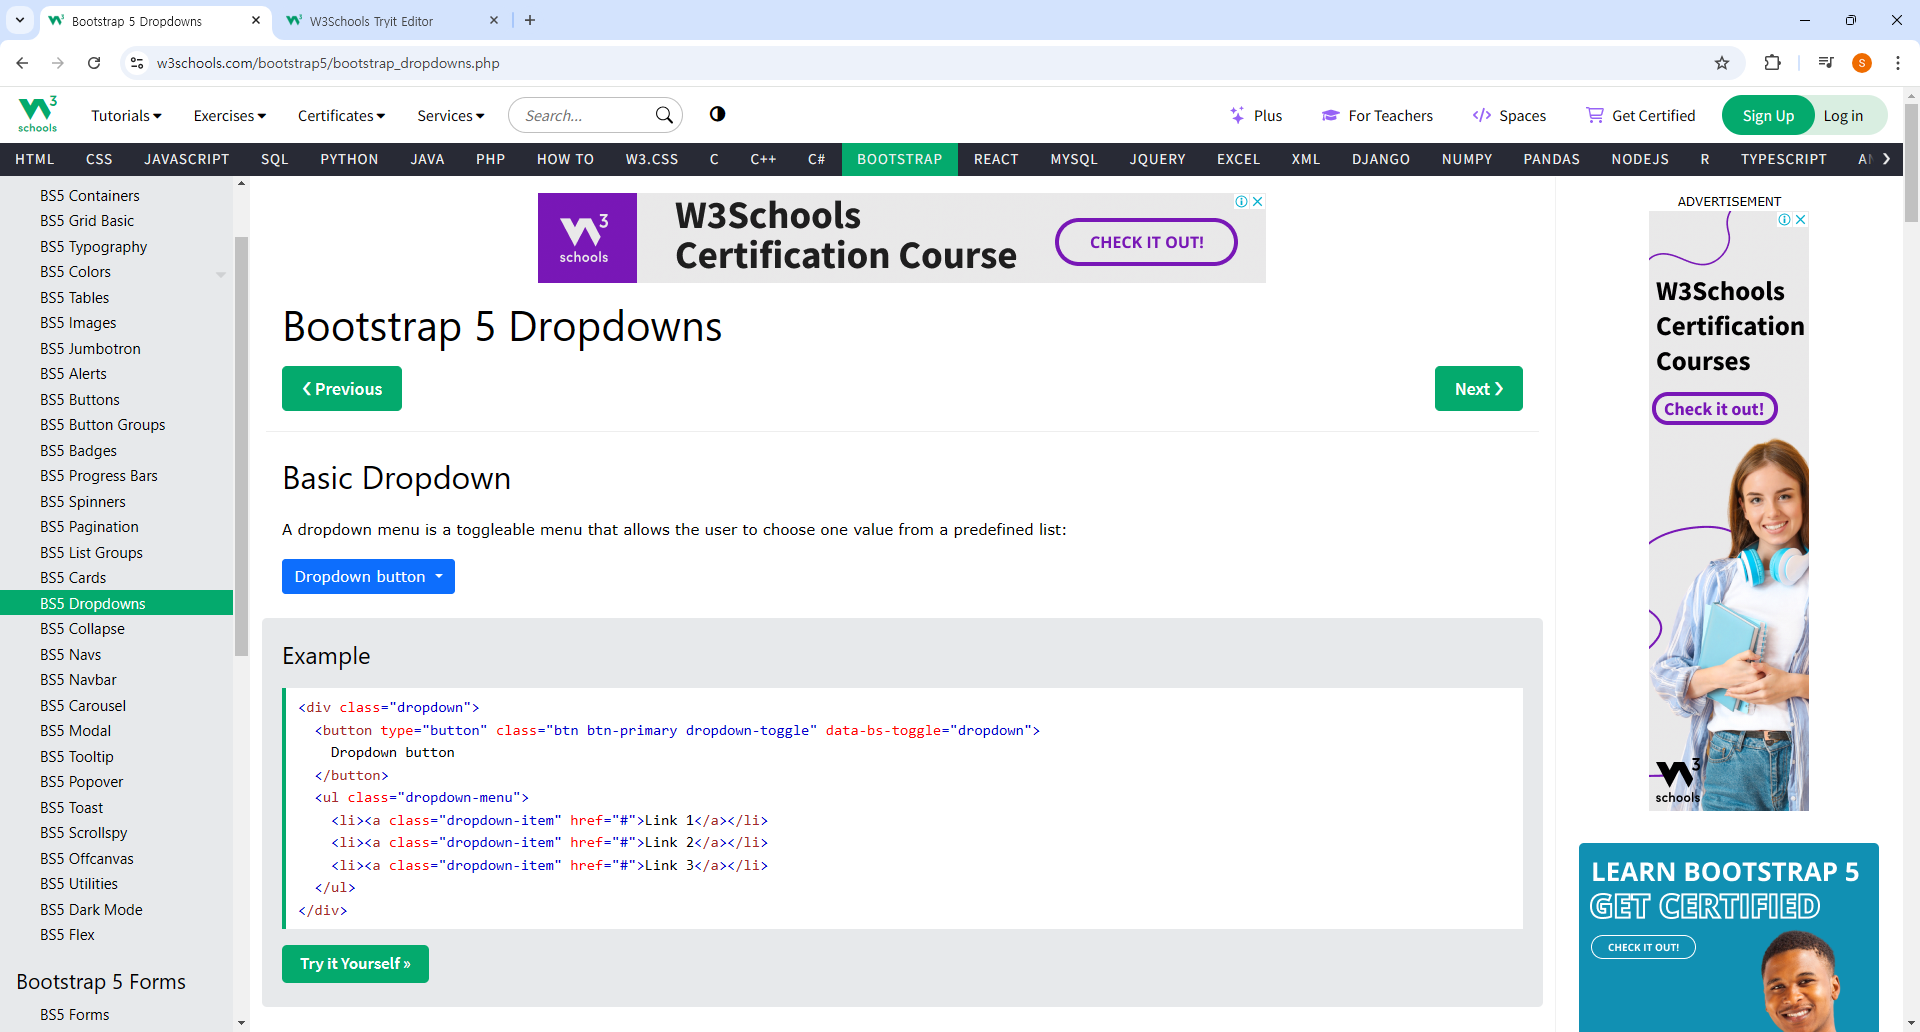 Bootstrap 5 Dropdowns
W3Schools Tryit Editor
w3schools.com/bootstrap5/bootstrap_dropdowns.php
S
3
schools
Tutorials
Exercises
Certificates
Services
Search...
Plus
For Teachers
Spaces
Get Certified
Sign Up
Log in
HTML
CSS
JAVASCRIPT
SQL
PYTHON
JAVA
PHP
HOW TO
W3.CSS
C
C++
C#
BOOTSTRAP
REACT
MYSQL
JQUERY
EXCEL
XML
DJANGO
NUMPY
PANDAS
NODEJS
R
TYPESCRIPT
BS5 Containers
BS5 Grid Basic
BS5 Typography
BS5 Colors
BS5 Tables
BS5 Images
BS5 Jumbotron
BS5 Alerts
BS5 Buttons
BS5 Button Groups
BS5 Badges
BS5 Progress Bars
BS5 Spinners
BS5 Pagination
BS5 List Groups
BS5 Cards
BS5 Dropdowns
BS5 Collapse
BS5 Navs
BS5 Navbar
BS5 Carousel
BS5 Modal
BS5 Tooltip
BS5 Popover
BS5 Toast
BS5 Scrollspy
BS5 Offcanvas
BS5 Utilities
BS5 Dark Mode
BS5 Flex
Bootstrap 5 Forms
BS5 Forms
3
schools
W3Schools
Certification Course
CHECK IT OUT!
Bootstrap 5 Dropdowns
❮ Previous
Next ❯
Basic Dropdown
A dropdown menu is a toggleable menu that allows the user to choose one value from a predefined list:
Dropdown button
Example
<div class="dropdown">
<button type="button" class="btn btn-primary dropdown-toggle" data-bs-toggle="dropdown">
Dropdown button
</button>
<ul class="dropdown-menu">
<li><a class="dropdown-item" href="#">Link 1</a></li>
<li><a class="dropdown-item" href="#">Link 2</a></li>
<li><a class="dropdown-item" href="#">Link 3</a></li>
</ul>
</div>
Try it Yourself »
ADVERTISEMENT
W3Schools
Certification
Courses
Check it out!
3
schools
LEARN BOOTSTRAP 5
GET CERTIFIED
CHECK IT OUT!